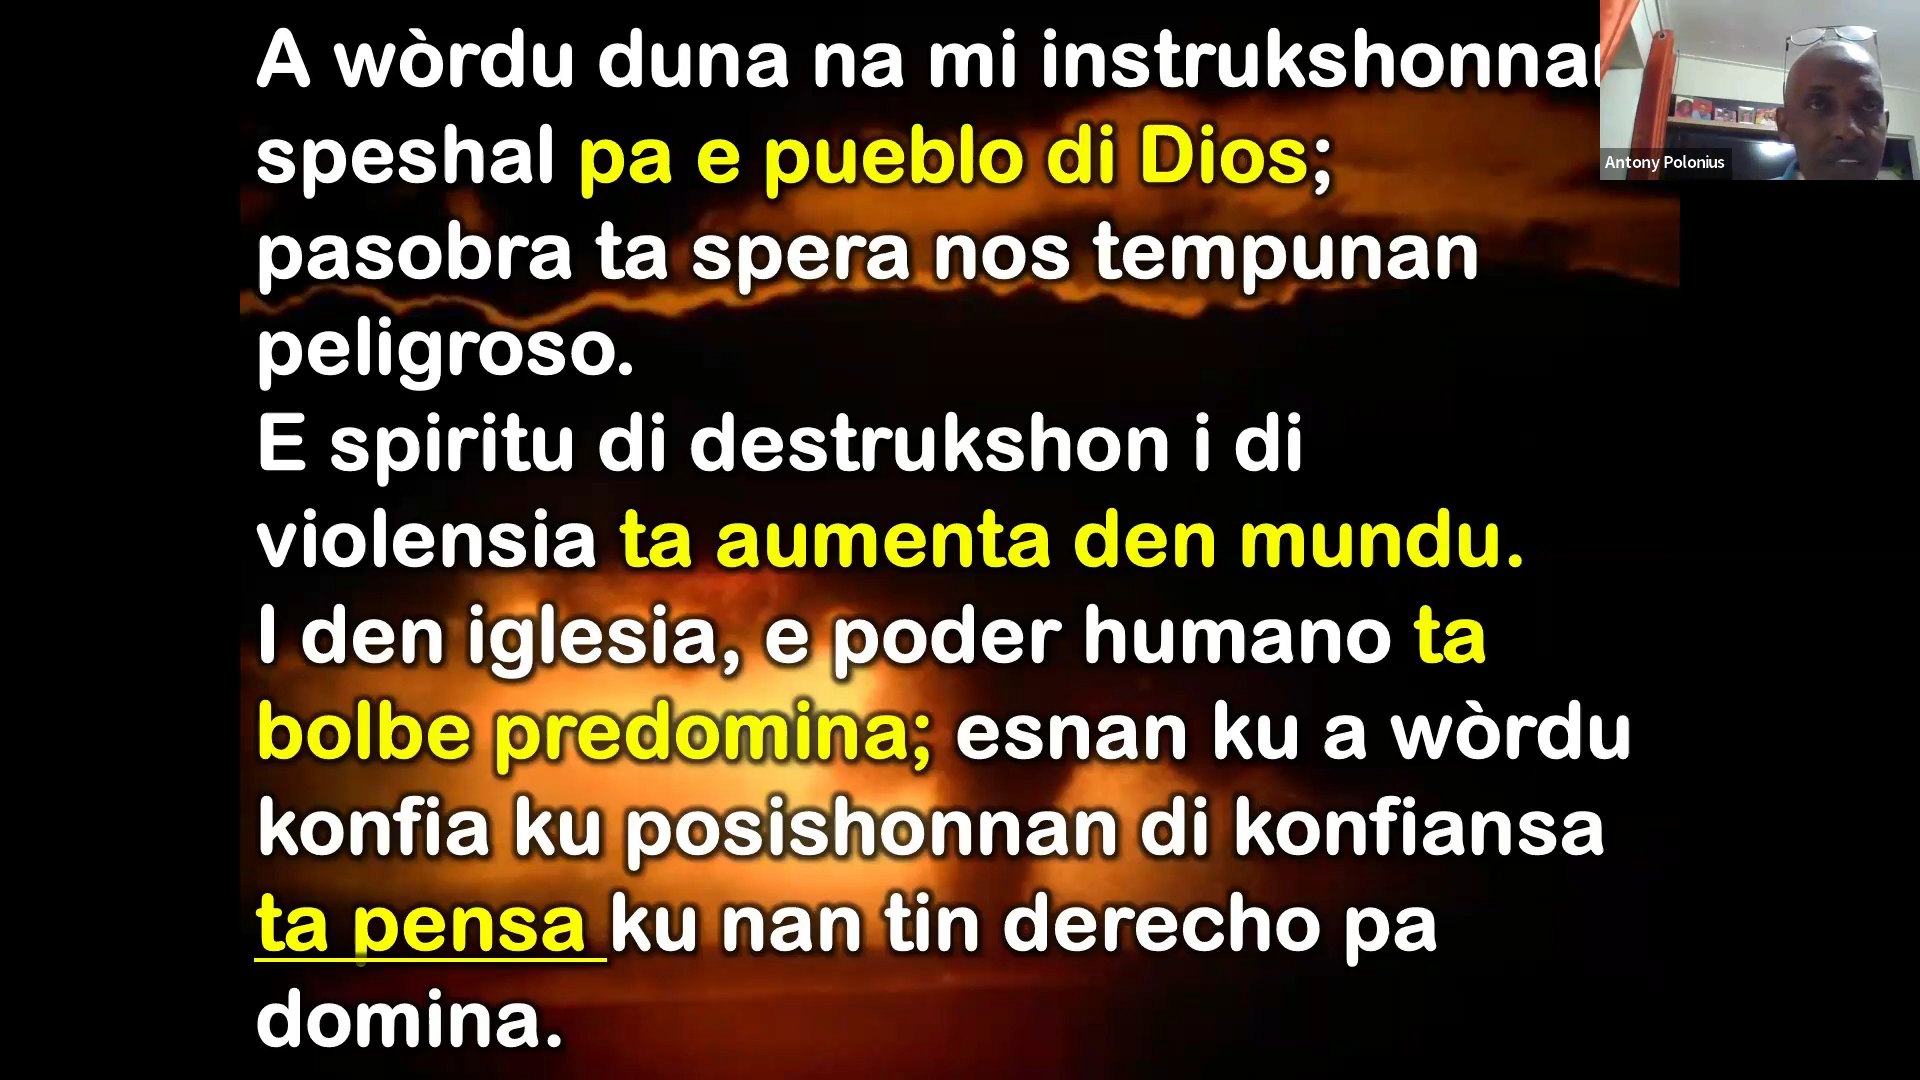 A wòrdu duna na mi instrukshonnan
speshal pa e pueblo di Dios;
pasobra ta spera nos tempunan
peligroso.
E spiritu di destrukshon i di
violensia ta aumenta den mundu.
I den iglesia, e poder humano ta
bolbe predomina; esnan ku a wòrdu
konfia ku posishonnan di konfiansa
ta pensa ku nan tin derecho pa
domina.
Antony Polonius